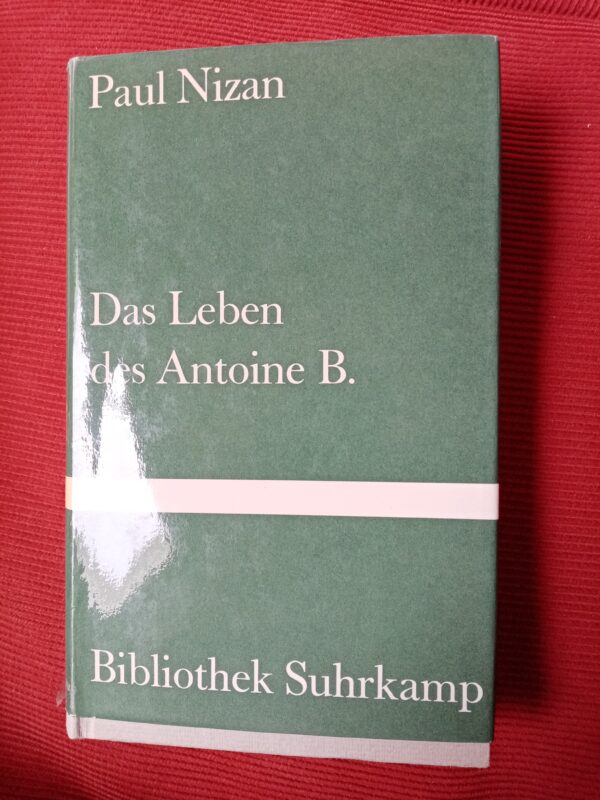 Paul Nizan
Das Leben
des Antoine B.
Bibliothek Suhrkamp